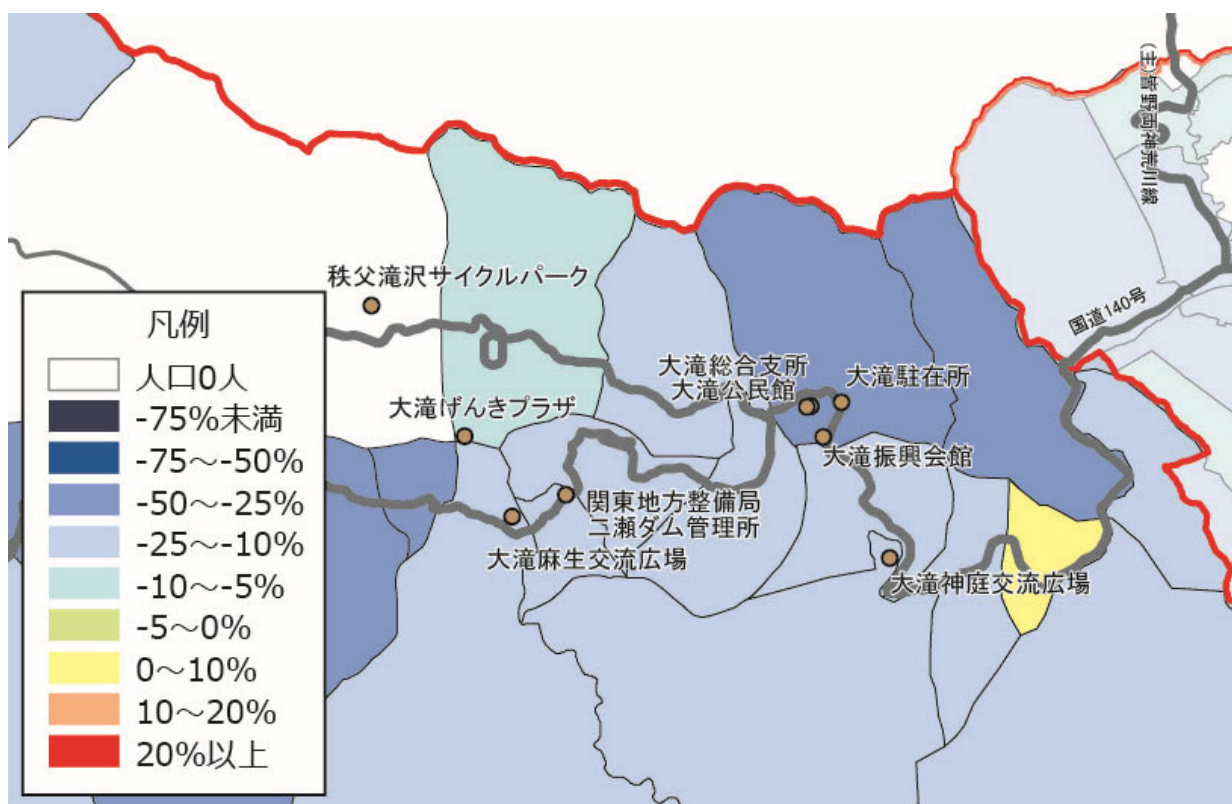 (主)皆野両神荒川線
国道140号
秩父滝沢サイクルパーク
大滝総合支所
大滝公民館
大滝駐在所
大滝げんきプラザ
大滝振興会館
関東地方整備局
二瀬ダム管理所
大滝麻生交流広場
大滝神庭交流広場
凡例
人口0人
-75%未満
-75~-50%
-50~-25%
-25~-10%
-10~-5%
-5~0%
0~10%
10~20%
20%以上